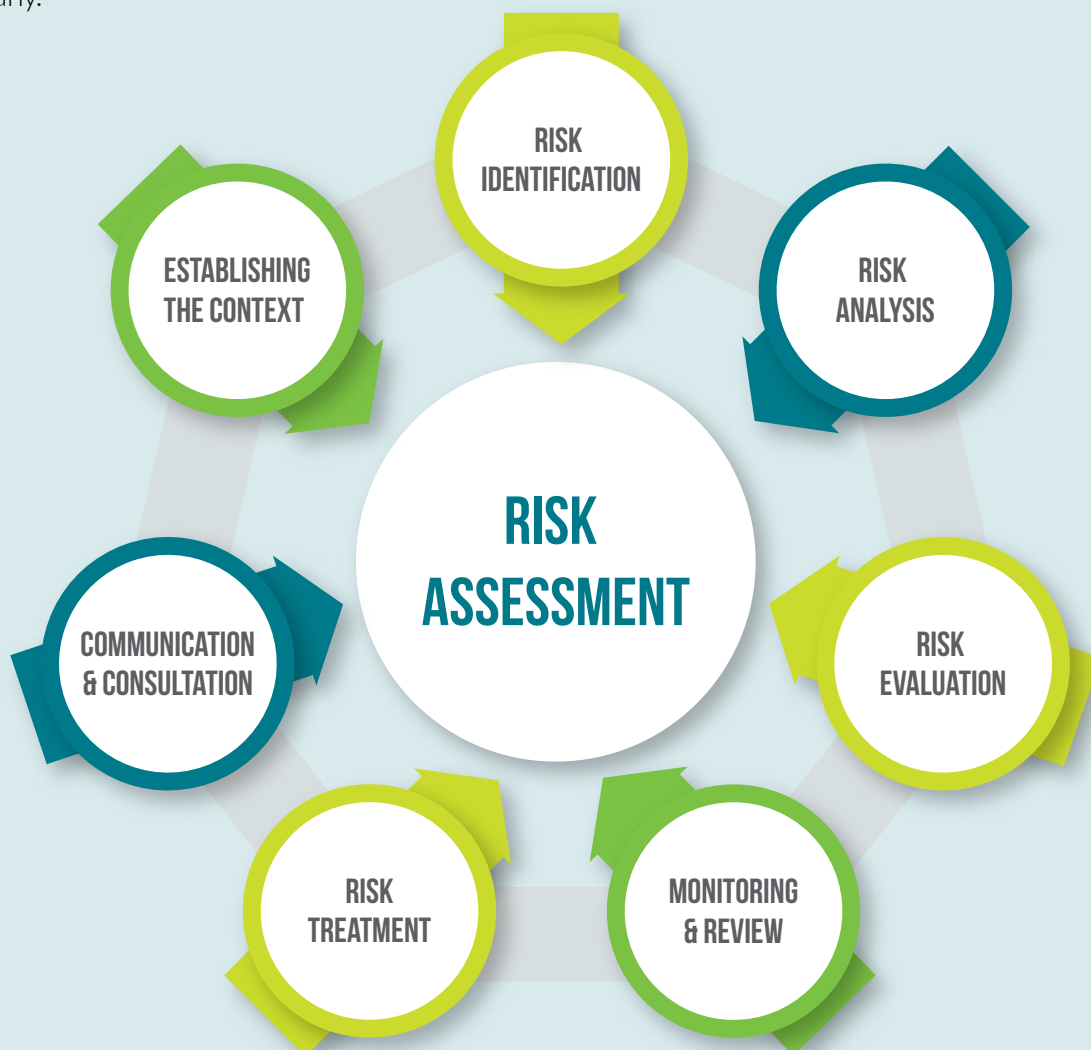 RISK
IDENTIFICATION
ESTABLISHING
THE CONTEXT
RISK
ANALYSIS
RISK
ASSESSMENT
COMMUNICATION
& CONSULTATION
RISK
EVALUATION
RISK
TREATMENT
MONITORING
& REVIEW